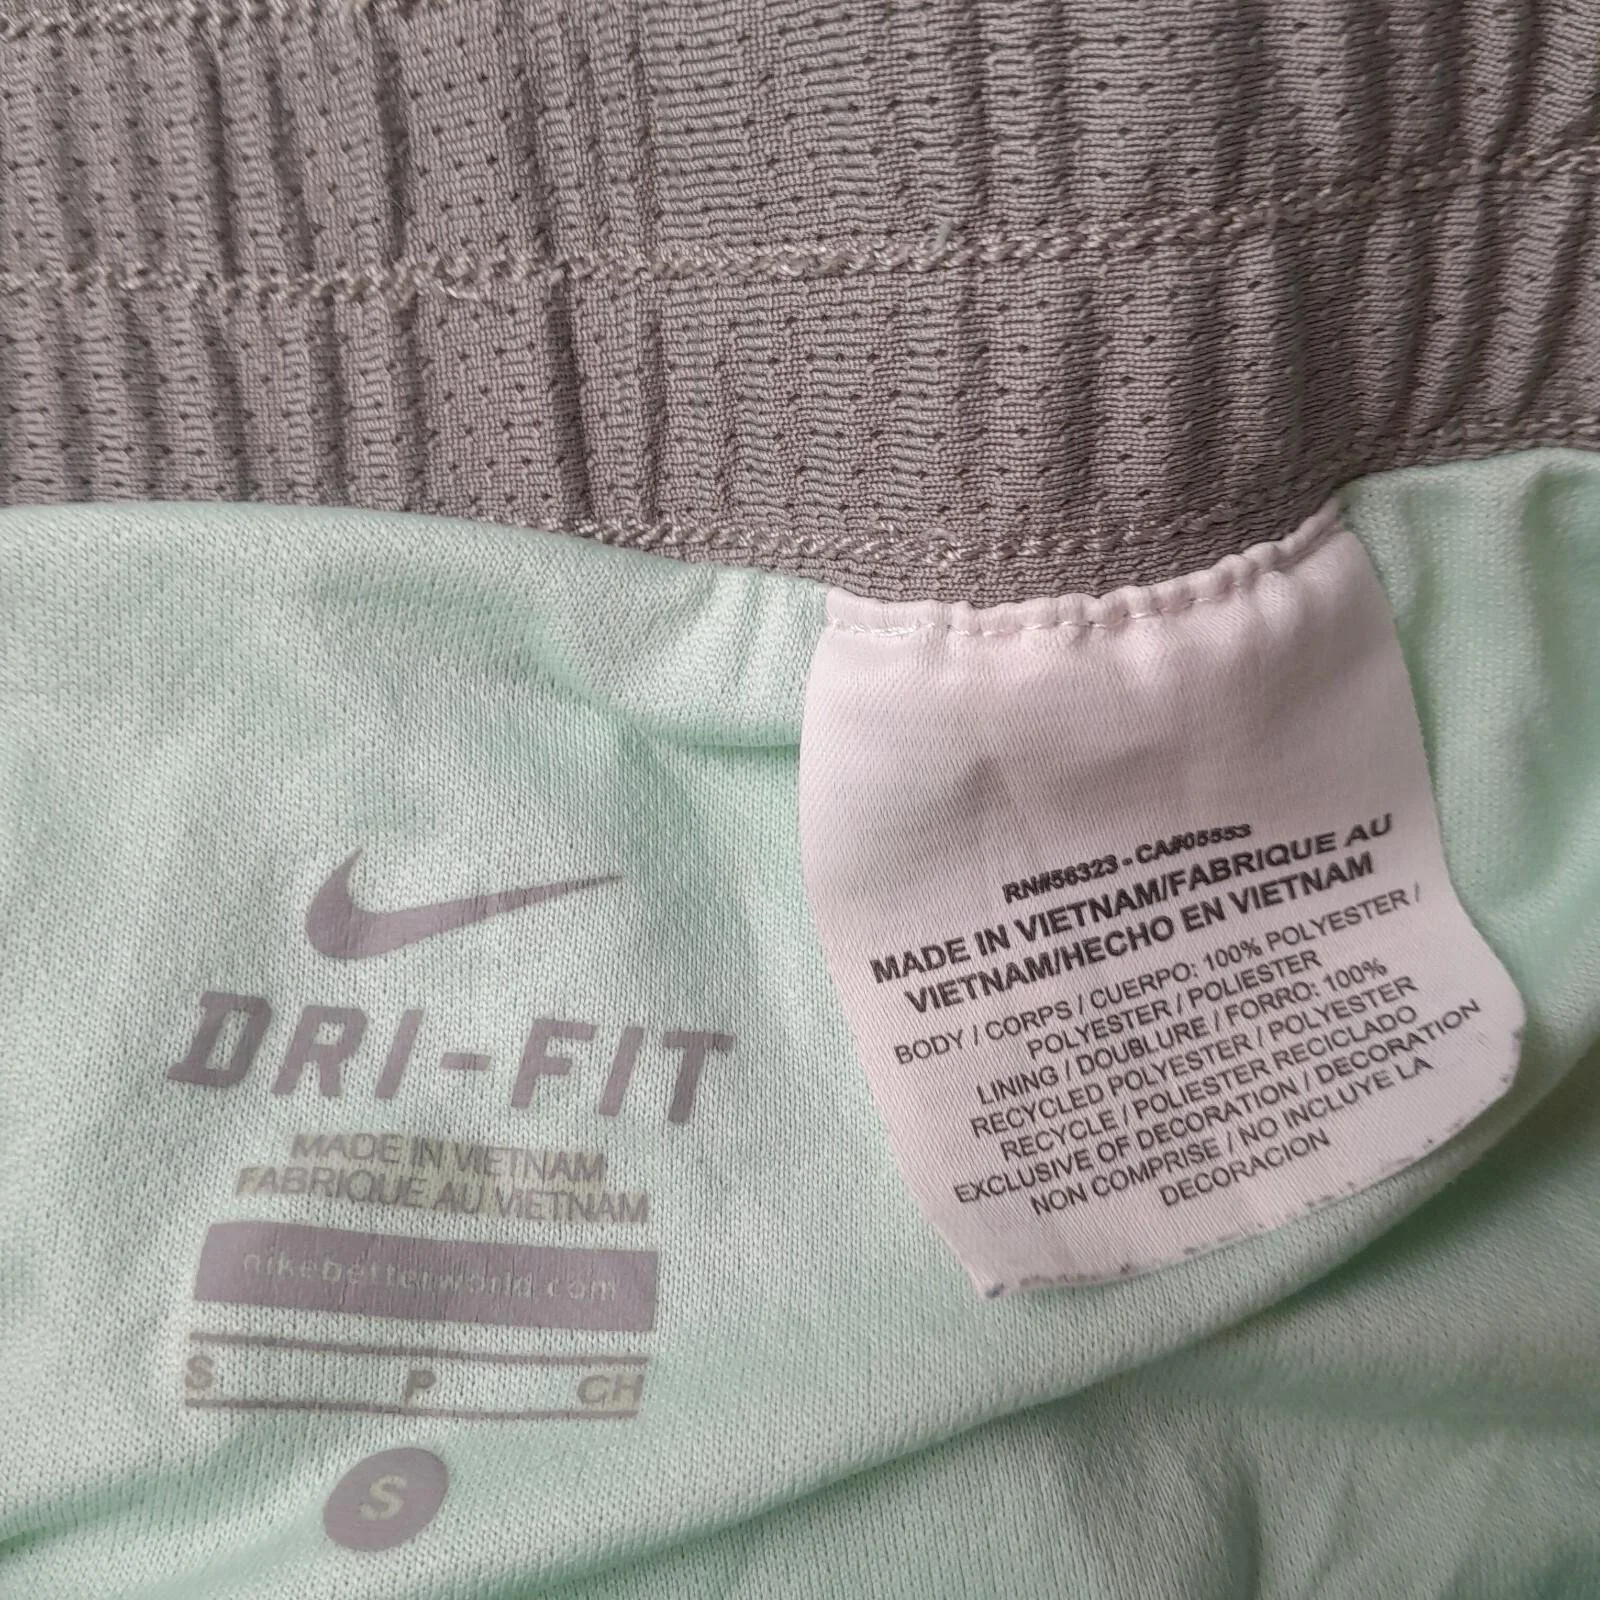 DRI-FIT
MADE IN VIETNAM
FABRIQUE AU VIETNAM
nikebetterworld.com
S P CH
S
RN#56323 - CA#05553
MADE IN VIETNAM/FABRIQUE AU
VIETNAM/HECHO EN VIETNAM
BODY / CORPS / CUERPO: 100% POLYESTER /
POLYESTER / POLIESTER
LINING / DOUBLURE / FORRO: 100%
RECYCLED POLYESTER / POLYESTER
RECYCLE / POLIESTER RECICLADO
EXCLUSIVE OF DECORATION / DECORATION
NON COMPRISE / NO INCLUYE LA
DECORACION